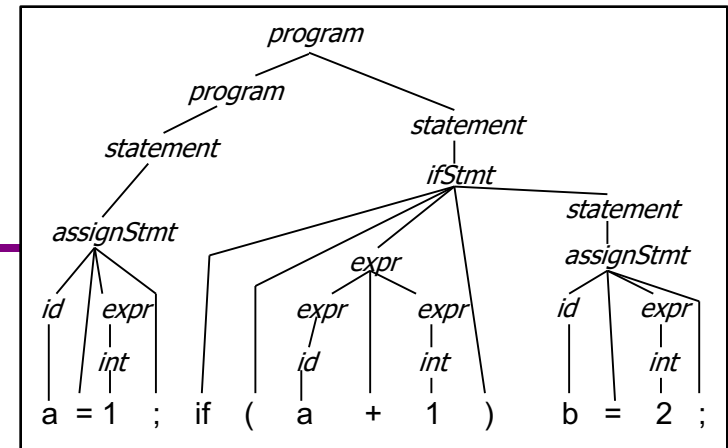 program
program
statement
statement
ifStmt
statement
assignStmt
expr
assignStmt
id expr expr expr id expr
int id int int
a = 1 ; if ( a + 1 ) b = 2 ;